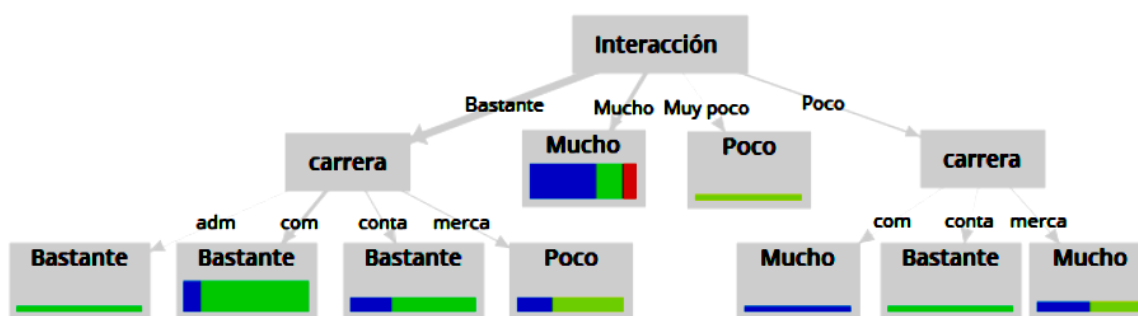 Interacción
Bastante
Mucho
Muy poco
Poco
carrera
Mucho
Poco
carrera
adm
com
conta
merca
com
conta
merca
Bastante
Bastante
Bastante
Poco
Mucho
Bastante
Mucho